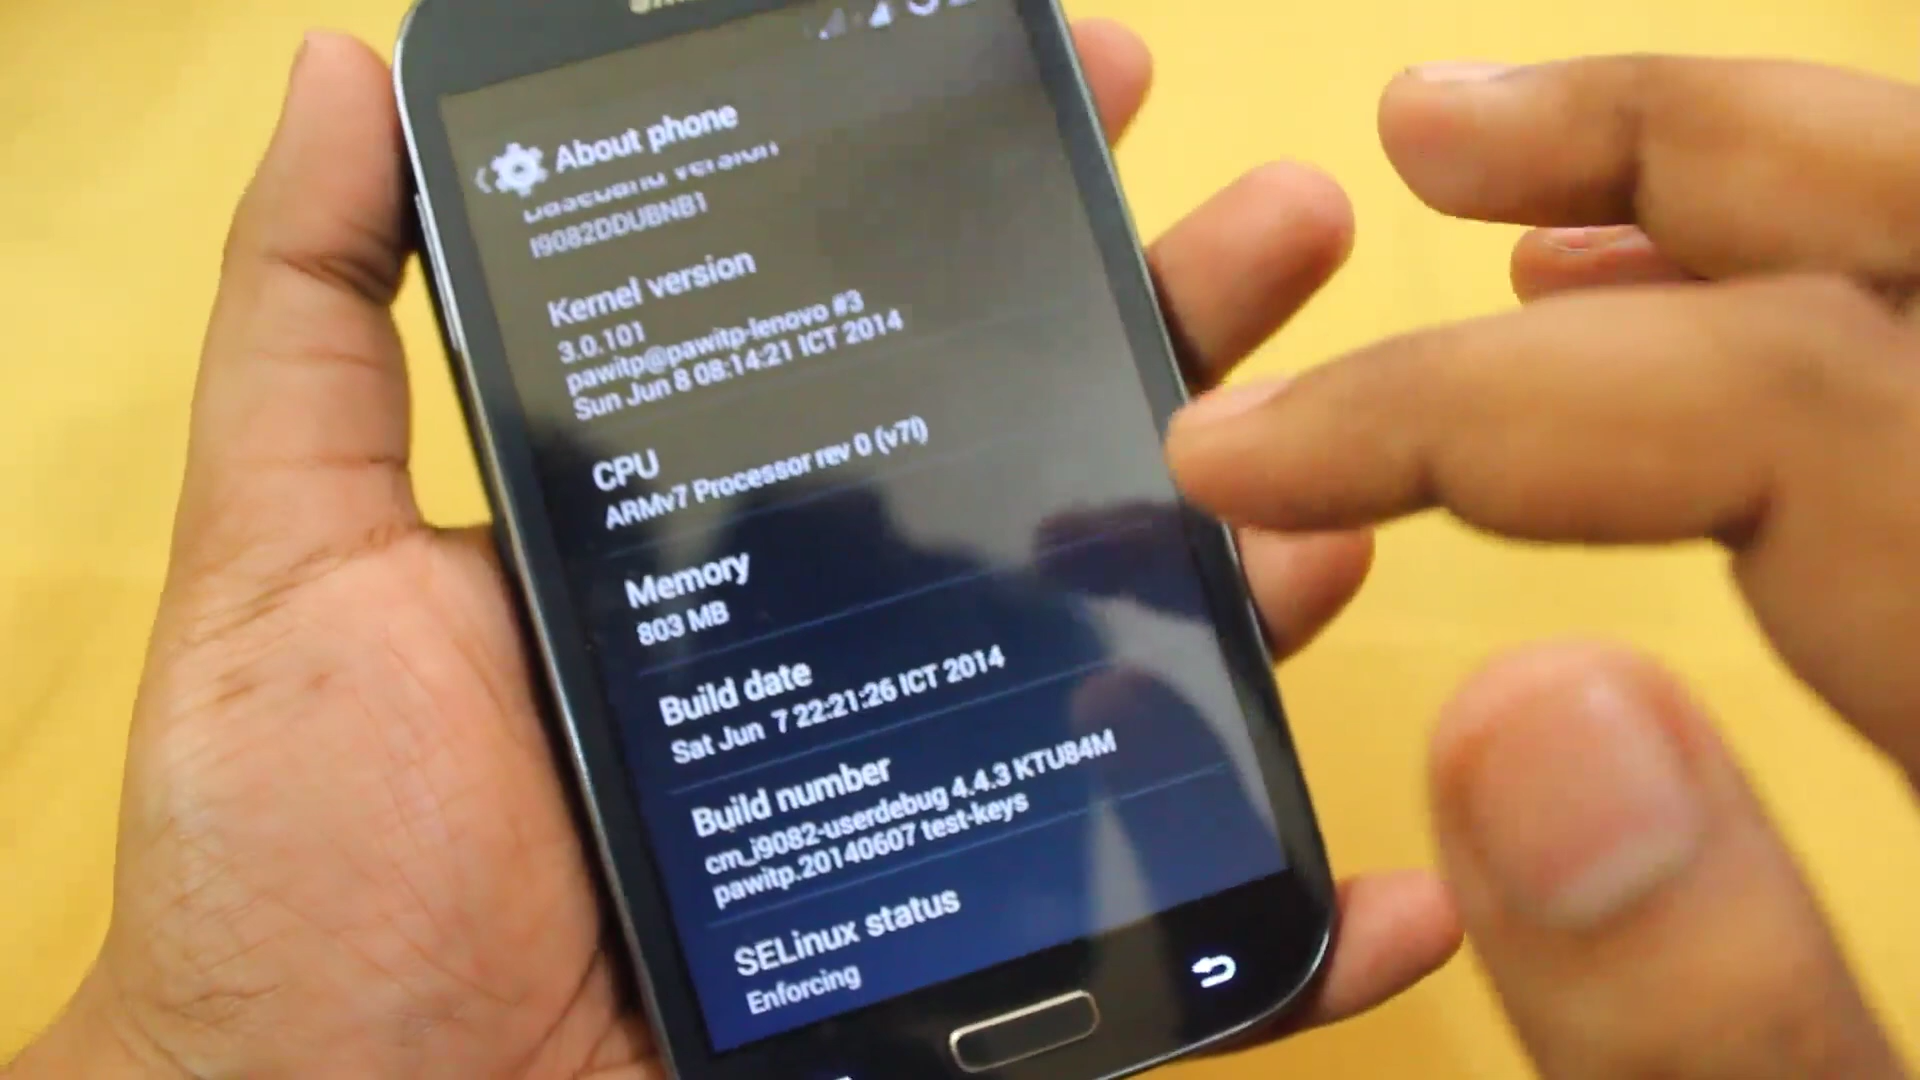 About phone
Baseband version
I9082DDUBNB1
Kernel version
3.0.101
pawitp@pawitp-lenovo #3
Sun Jun 8 08:14:21 ICT 2014
CPU
ARMv7 Processor rev 0 (v7l)
Memory
803 MB
Build date
Sat Jun 7 22:21:26 ICT 2014
Build number
cm_i9082-userdebug 4.4.3 KTU84M
pawitp.20140607 test-keys
SELinux status
Enforcing